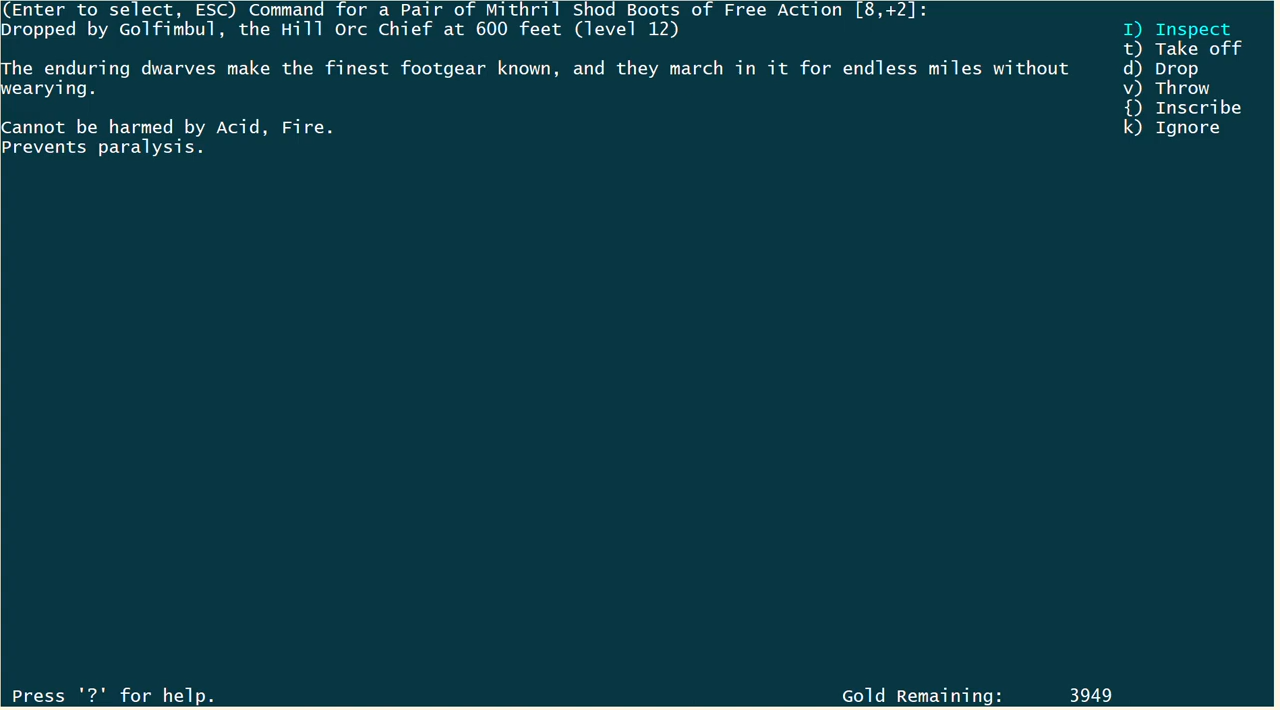 (Enter to select, ESC) Command for a Pair of Mithril Shod Boots of Free Action [8,+2]:
Dropped by Golfimbul, the Hill Orc Chief at 600 feet (level 12)
I) Inspect
t) Take off
The enduring dwarves make the finest footgear known, and they march in it for endless miles without
d) Drop
wearying.
v) Throw
{) Inscribe
Cannot be harmed by Acid, Fire.
k) Ignore
Prevents paralysis.
Press '?' for help.
Gold Remaining: 3949